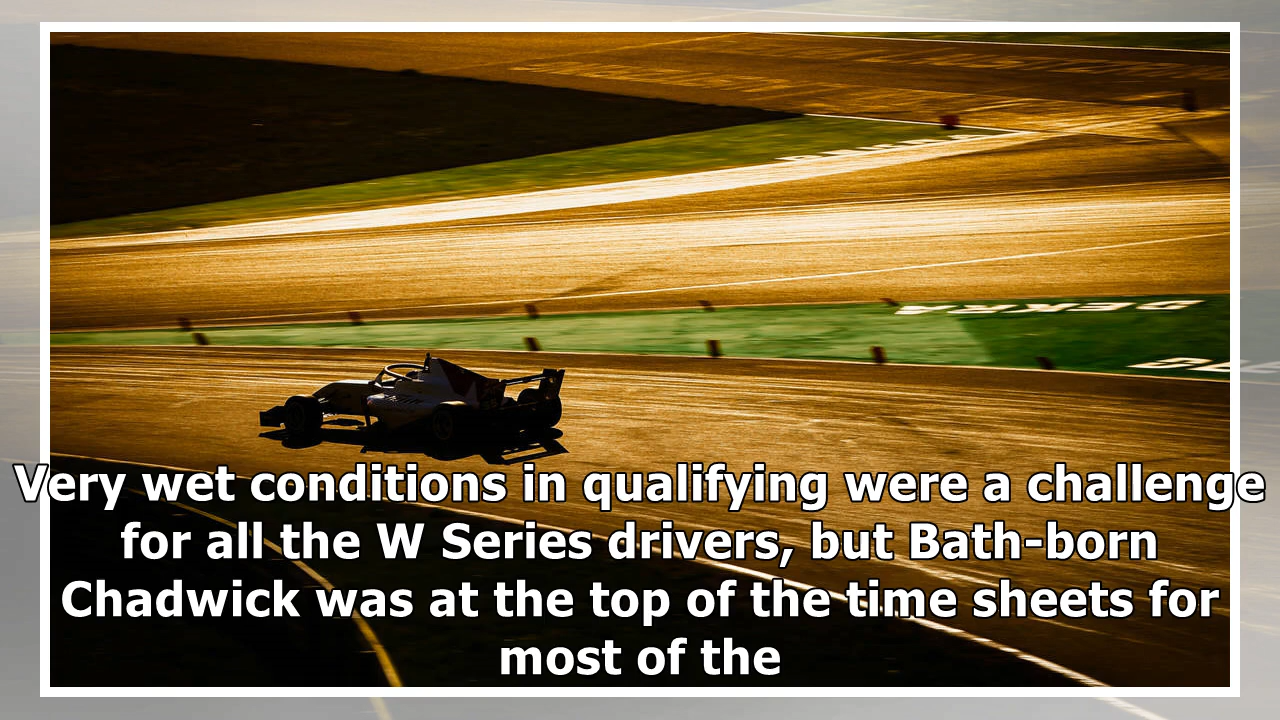 DEKRA
Very wet conditions in qualifying were a challenge
for all the W Series drivers, but Bath-born
Chadwick was at the top of the time sheets for
most of the